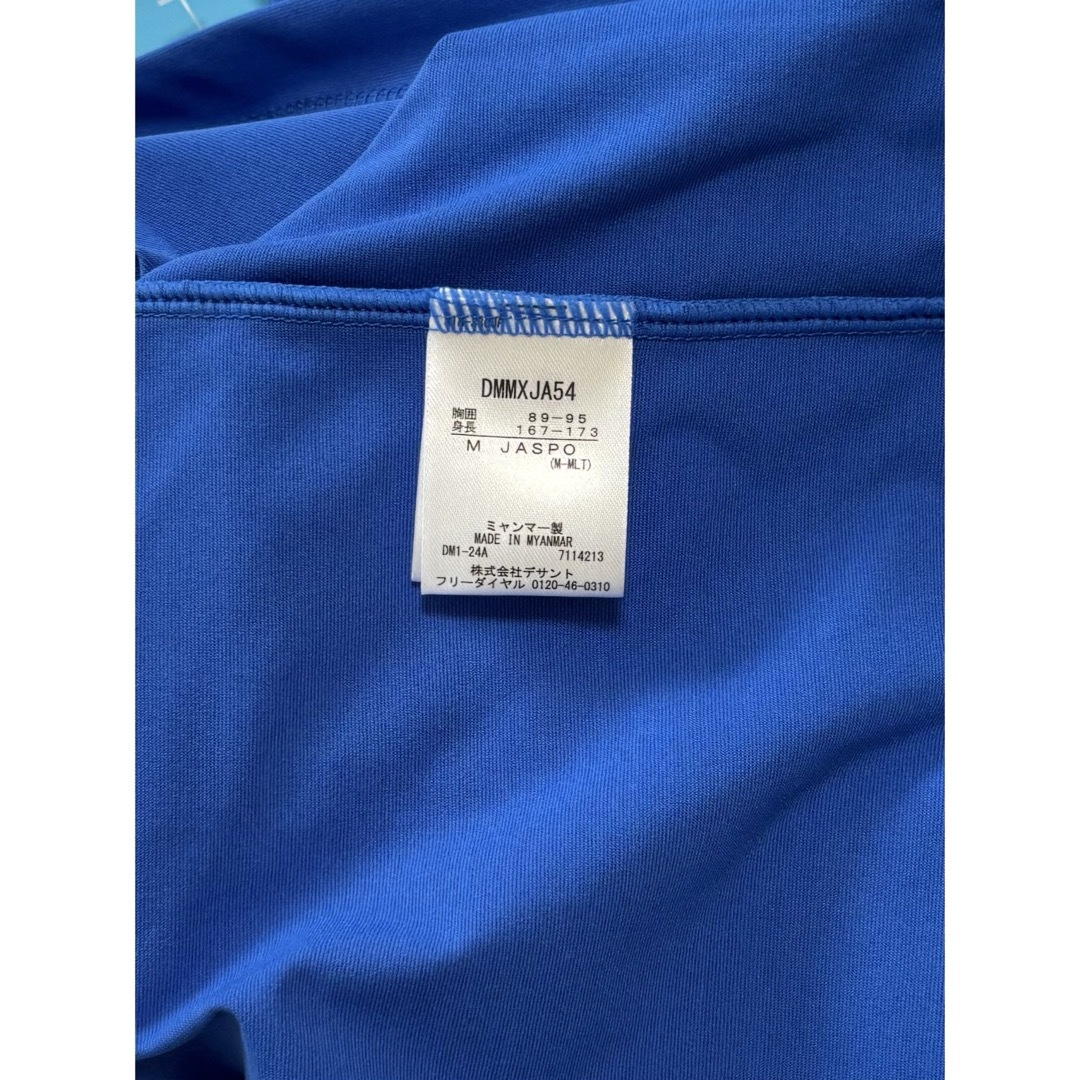 DMMXJA54
胸囲 89-95
身長 167-173
M JASPO
(M-MLT)
ミャンマー製
MADE IN MYANMAR
DM1-24A 7114213
株式会社デサント
フリーダイヤル 0120-46-0310